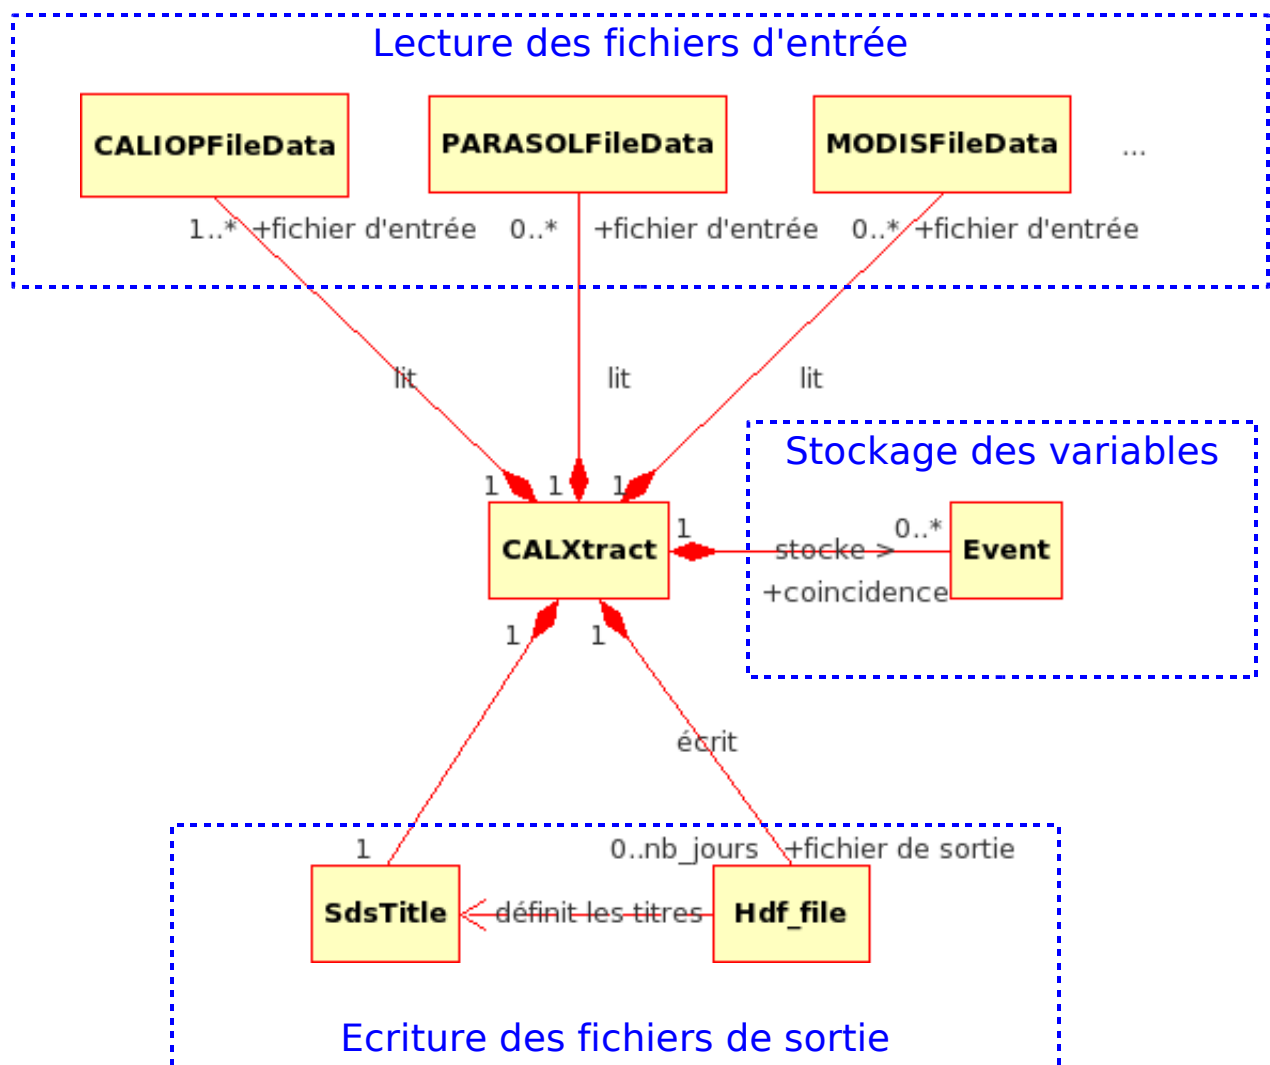 Lecture des fichiers d'entrée
CALIOPFileData
PARASOLFileData
MODISFileData
...
1..* +fichier d'entrée
0..* +fichier d'entrée
0..* +fichier d'entrée
lit
lit
lit
Stockage des variables
1
1
1
1
0..*
CALXtract
stocke >
Event
+coincidence
1
1
écrit
1
0..nb_jours +fichier de sortie
SdsTitle
définit les titres
Hdf_file
Ecriture des fichiers de sortie